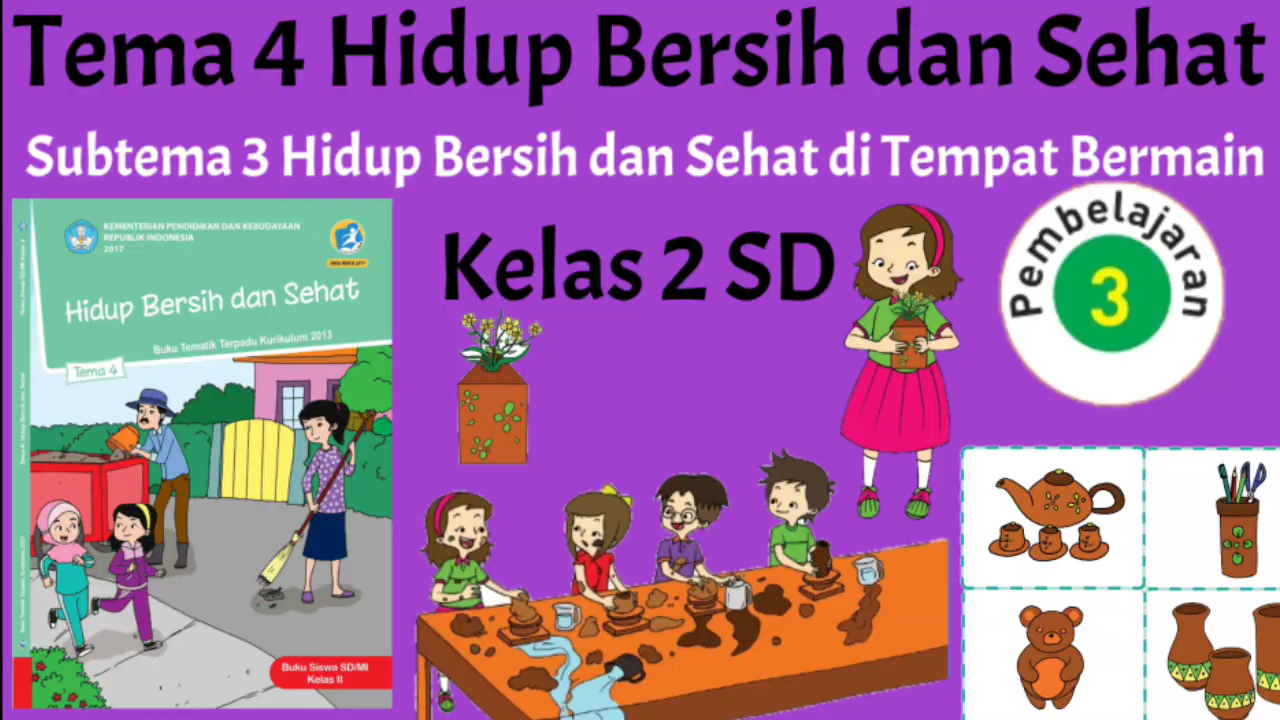 Tema 4 Hidup Bersih dan Sehat
Subtema 3 Hidup Bersih dan Sehat di Tempat Bermain
KEMENTERIAN PENDIDIKAN DAN KEBUDAYAAN
REPUBLIK INDONESIA
2017
Hidup Bersih dan Sehat
Buku Tematik Terpadu Kurikulum 2013
Tema 4
Buku Siswa SD/MI
Kelas II
Kelas 2 SD
Pembelajaran
3